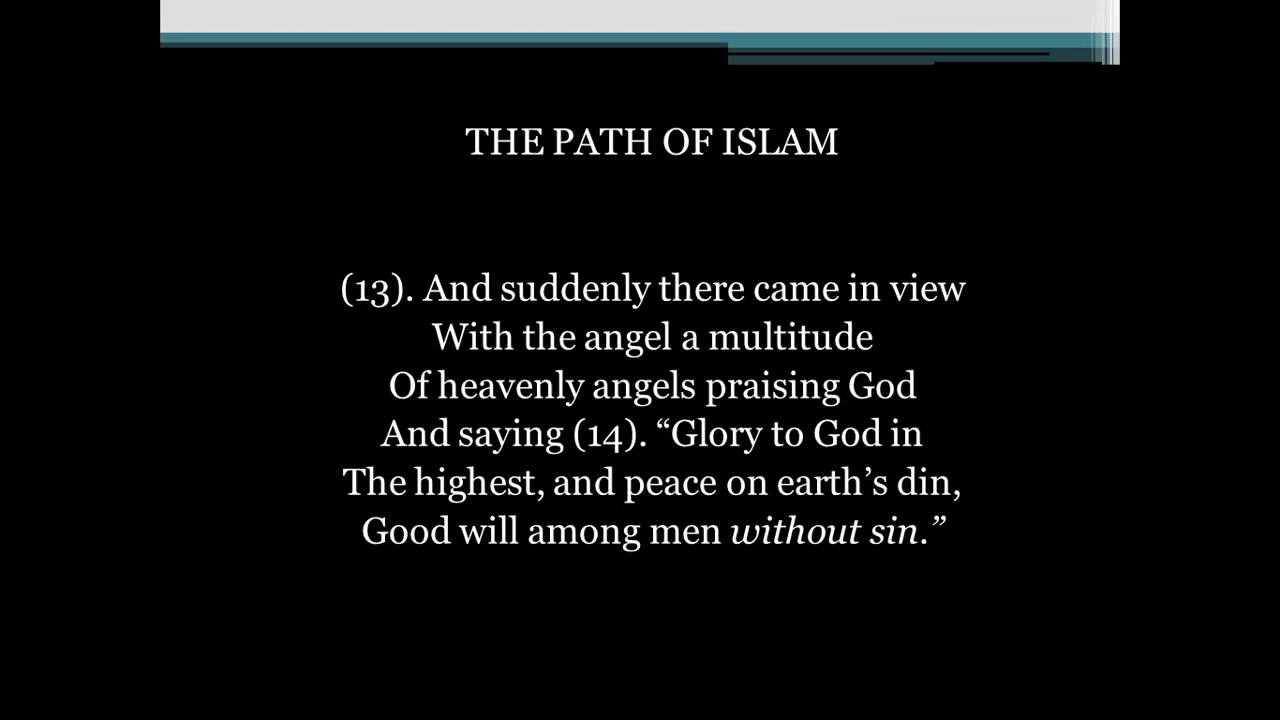 THE PATH OF ISLAM
(13). And suddenly there came in view
With the angel a multitude
Of heavenly angels praising God
And saying (14). “Glory to God in
The highest, and peace on earth’s din,
Good will among men without sin.”